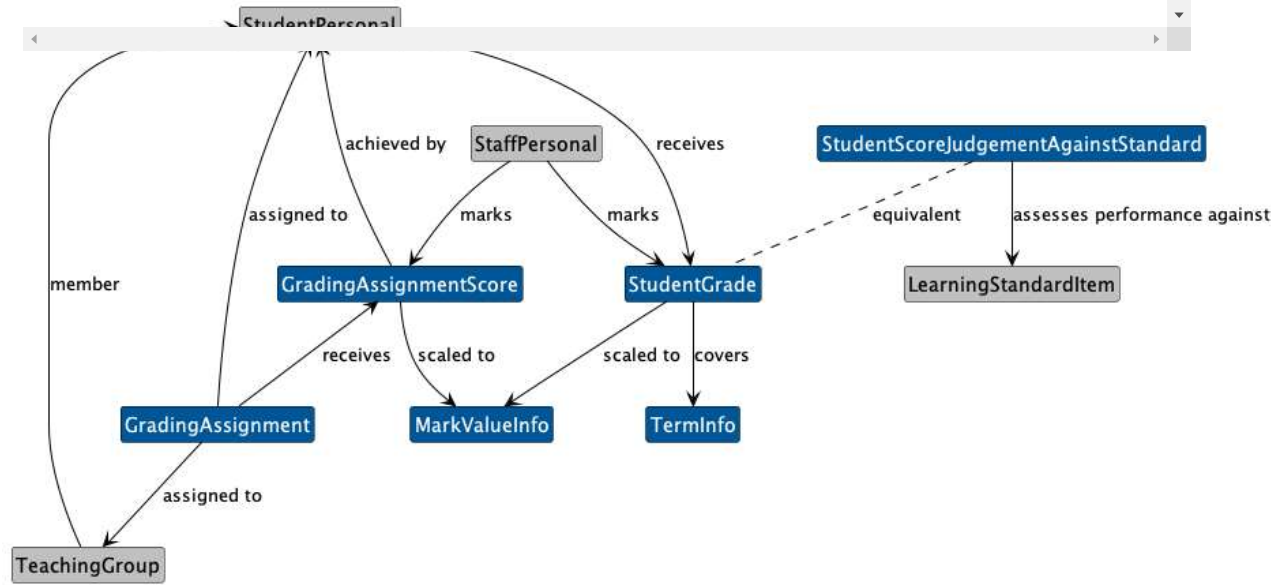 StudentPersonal
achieved by
StaffPersonal
receives
StudentScoreJudgementAgainstStandard
assigned to
marks
marks
equivalent
assesses performance against
member
GradingAssignmentScore
StudentGrade
LearningStandardItem
receives
scaled to
scaled to
covers
GradingAssignment
MarkValueInfo
TermInfo
assigned to
TeachingGroup